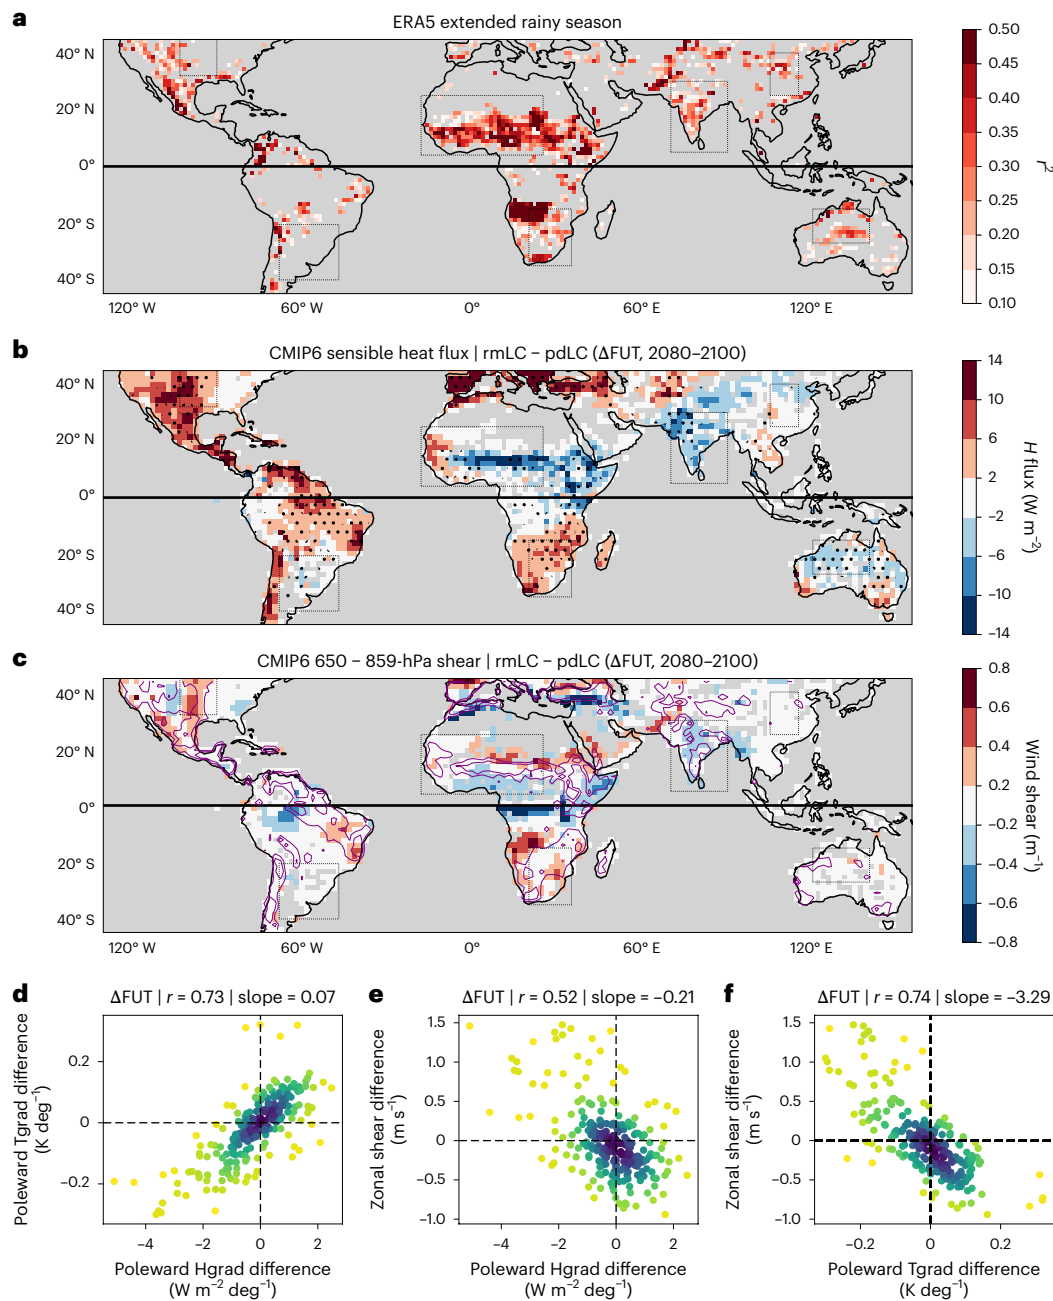 a
ERA5 extended rainy season
40° N
20° N
0°
20° S
40° S
120° W
60° W
0°
60° E
120° E
0.50
0.45
0.40
0.35
0.30
0.25
0.20
0.15
0.10
r²
b
CMIP6 sensible heat flux | rmLC − pdLC (ΔFUT, 2080–2100)
40° N
20° N
0°
20° S
40° S
14
10
6
2
−2
−6
−10
−14
H flux (W m⁻²)
c
CMIP6 650 − 859-hPa shear | rmLC − pdLC (ΔFUT, 2080–2100)
40° N
20° N
0°
20° S
40° S
120° W
60° W
0°
60° E
120° E
0.8
0.6
0.4
0.2
−0.2
−0.4
−0.6
−0.8
Wind shear (m⁻¹)
d
ΔFUT | r = 0.73 | slope = 0.07
Poleward Tgrad difference
(K deg⁻¹)
0.2
0
−0.2
−4
−2
0
2
Poleward Hgrad difference
(W m⁻² deg⁻¹)
e
ΔFUT | r = 0.52 | slope = −0.21
Zonal shear difference
(m s⁻¹)
1.5
1.0
0.5
0
−0.5
−1.0
−4
−2
0
2
Poleward Hgrad difference
(W m⁻² deg⁻¹)
f
ΔFUT | r = 0.74 | slope = −3.29
Zonal shear difference
(m s⁻¹)
1.5
1.0
0.5
0
−0.5
−1.0
−0.2
0
0.2
Poleward Tgrad difference
(K deg⁻¹)